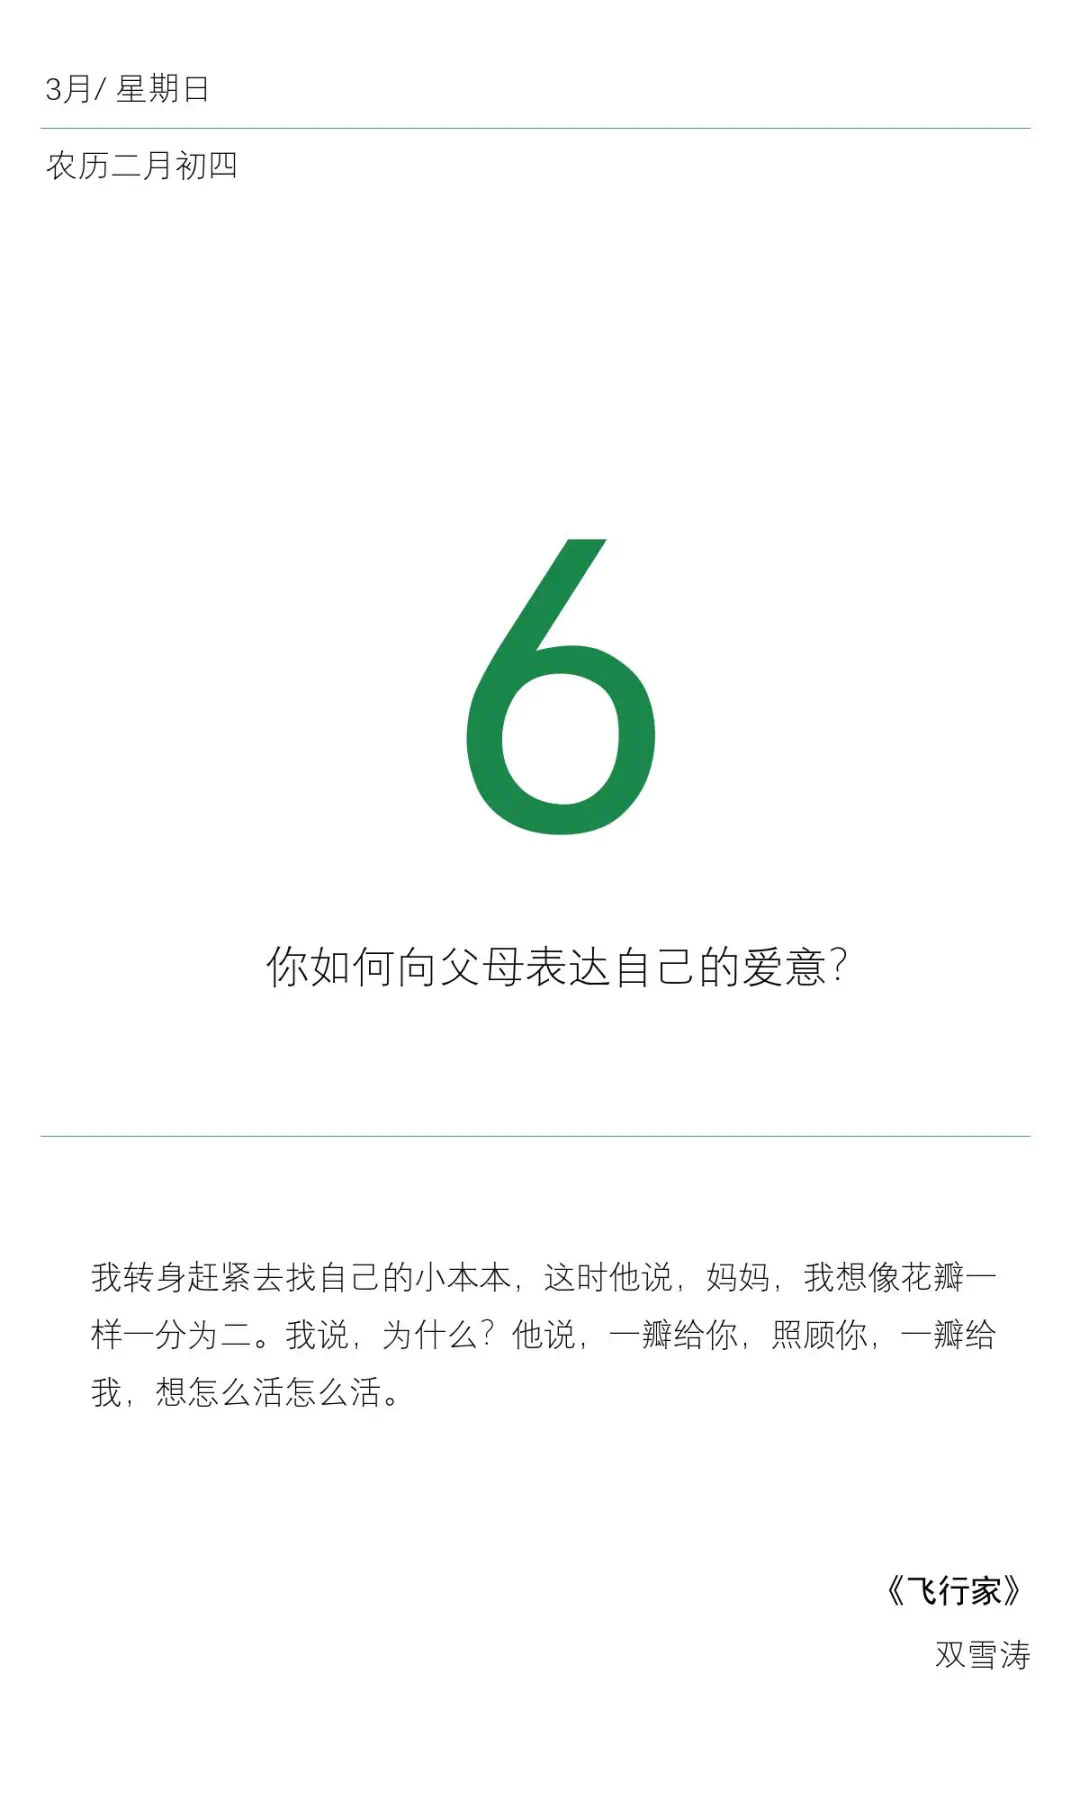 3月/ 星期日
农历二月初四
6
你如何向父母表达自己的爱意？
我转身赶紧去找自己的小本本，这时他说，妈妈，我想像花瓣一
样一分为二。我说，为什么？他说，一瓣给你，照顾你，一瓣给
我，想怎么活怎么活。
《飞行家》
双雪涛